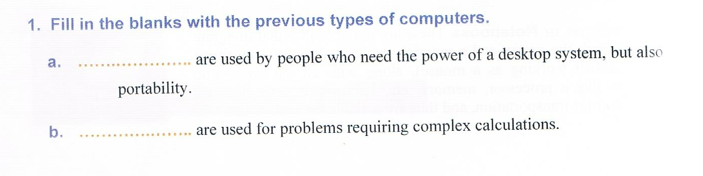 1. Fill in the blanks with the previous types of computers.
a. ...................... are used by people who need the power of a desktop system, but also
portability.
b. ...................... are used for problems requiring complex calculations.